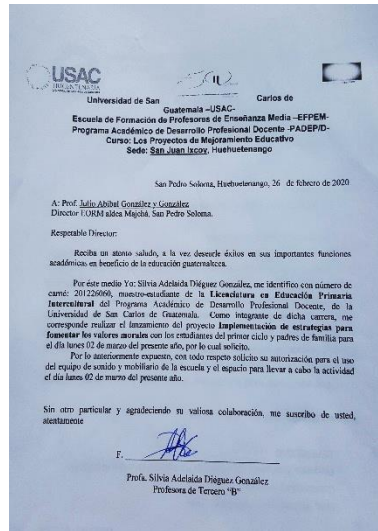 USAC
TRICENTENARIA
Universidad de San Carlos de
Guatemala –USAC-
Escuela de Formación de Profesores de Enseñanza Media –EFPEM-
Programa Académico de Desarrollo Profesional Docente -PADEP/D-
Curso: Los Proyectos de Mejoramiento Educativo
Sede: San Juan Ixcoy, Huehuetenango
San Pedro Soloma, Huehuetenango, 26 de febrero de 2020
A: Prof. Julio Abibal González y González
Director EORM aldea Majchá, San Pedro Soloma.
Respetable Director:
Reciba un atento saludo, a la vez desearle éxitos en sus importantes funciones
académicas en beneficio de la educación guatemalteca.
Por éste medio Yo: Silvia Adelaida Diéguez González, me identifico con número de
carné: 201226060, maestro-estudiante de la Licenciatura en Educación Primaria
Intercultural del Programa Académico de Desarrollo Profesional Docente, de la
Universidad de San Carlos de Guatemala. Como integrante de dicha carrera, me
corresponde realizar el lanzamiento del proyecto Implementación de estrategias para
fomentar los valores morales con los estudiantes del primer ciclo y padres de familia para
el día lunes 02 de marzo del presente año, por lo cual solicito.
Por lo anteriormente expuesto, con todo respeto solicito su autorización para el uso
del equipo de sonido y mobiliario de la escuela y el espacio para llevar a cabo la actividad
el día lunes 02 de marzo del presente año.
Sin otro particular y agradeciendo su valiosa colaboración, me suscribo de usted,
atentamente
F.
Profa. Silvia Adelaida Diéguez González
Profesora de Tercero "B"